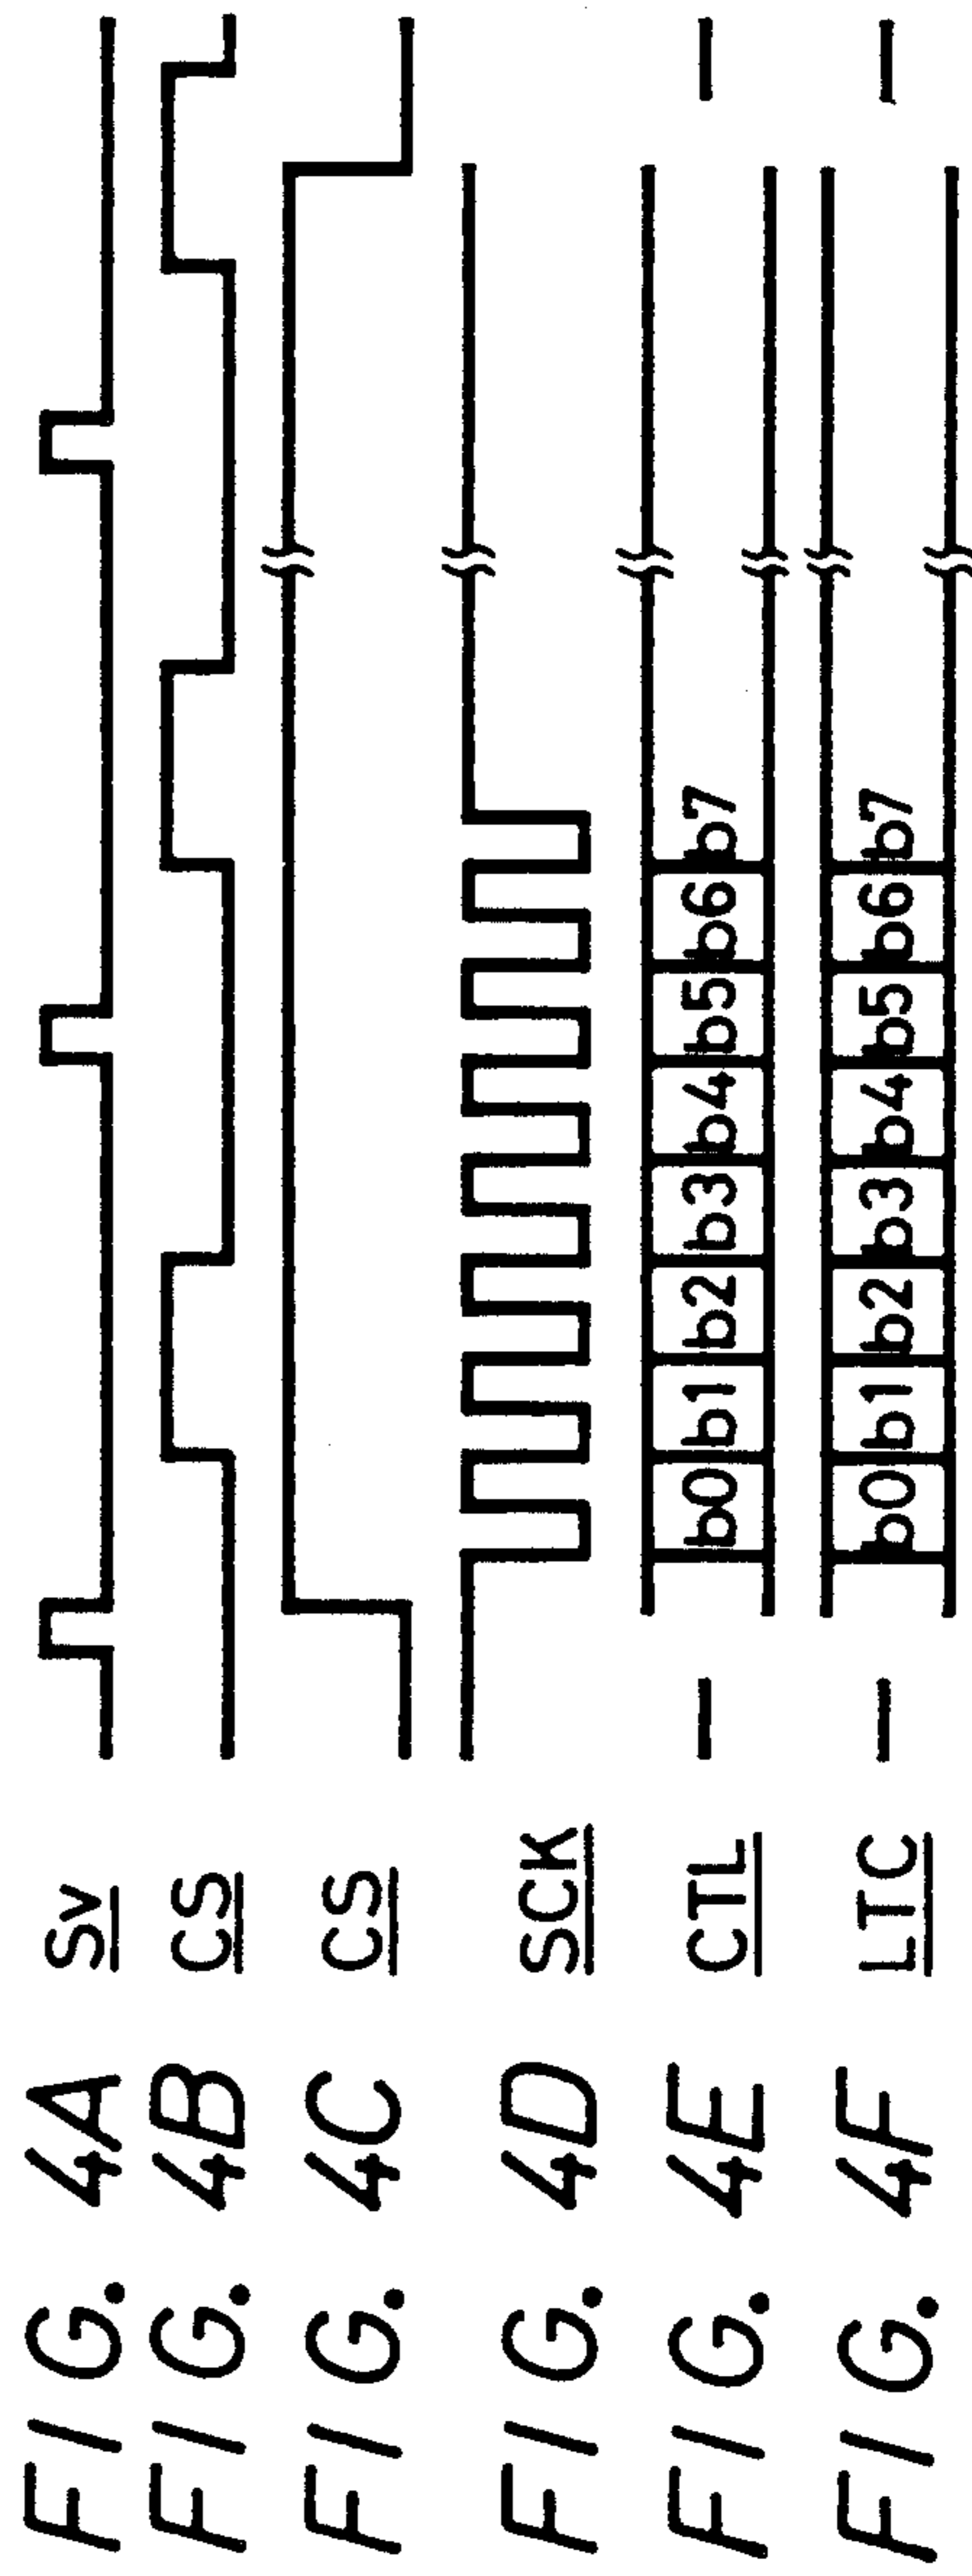 FIG. 4A Sv
FIG. 4B CS
FIG. 4C CS
FIG. 4D SCK
FIG. 4E CTL b0 b1 b2 b3 b4 b5 b6 b7
FIG. 4F LTC b0 b1 b2 b3 b4 b5 b6 b7